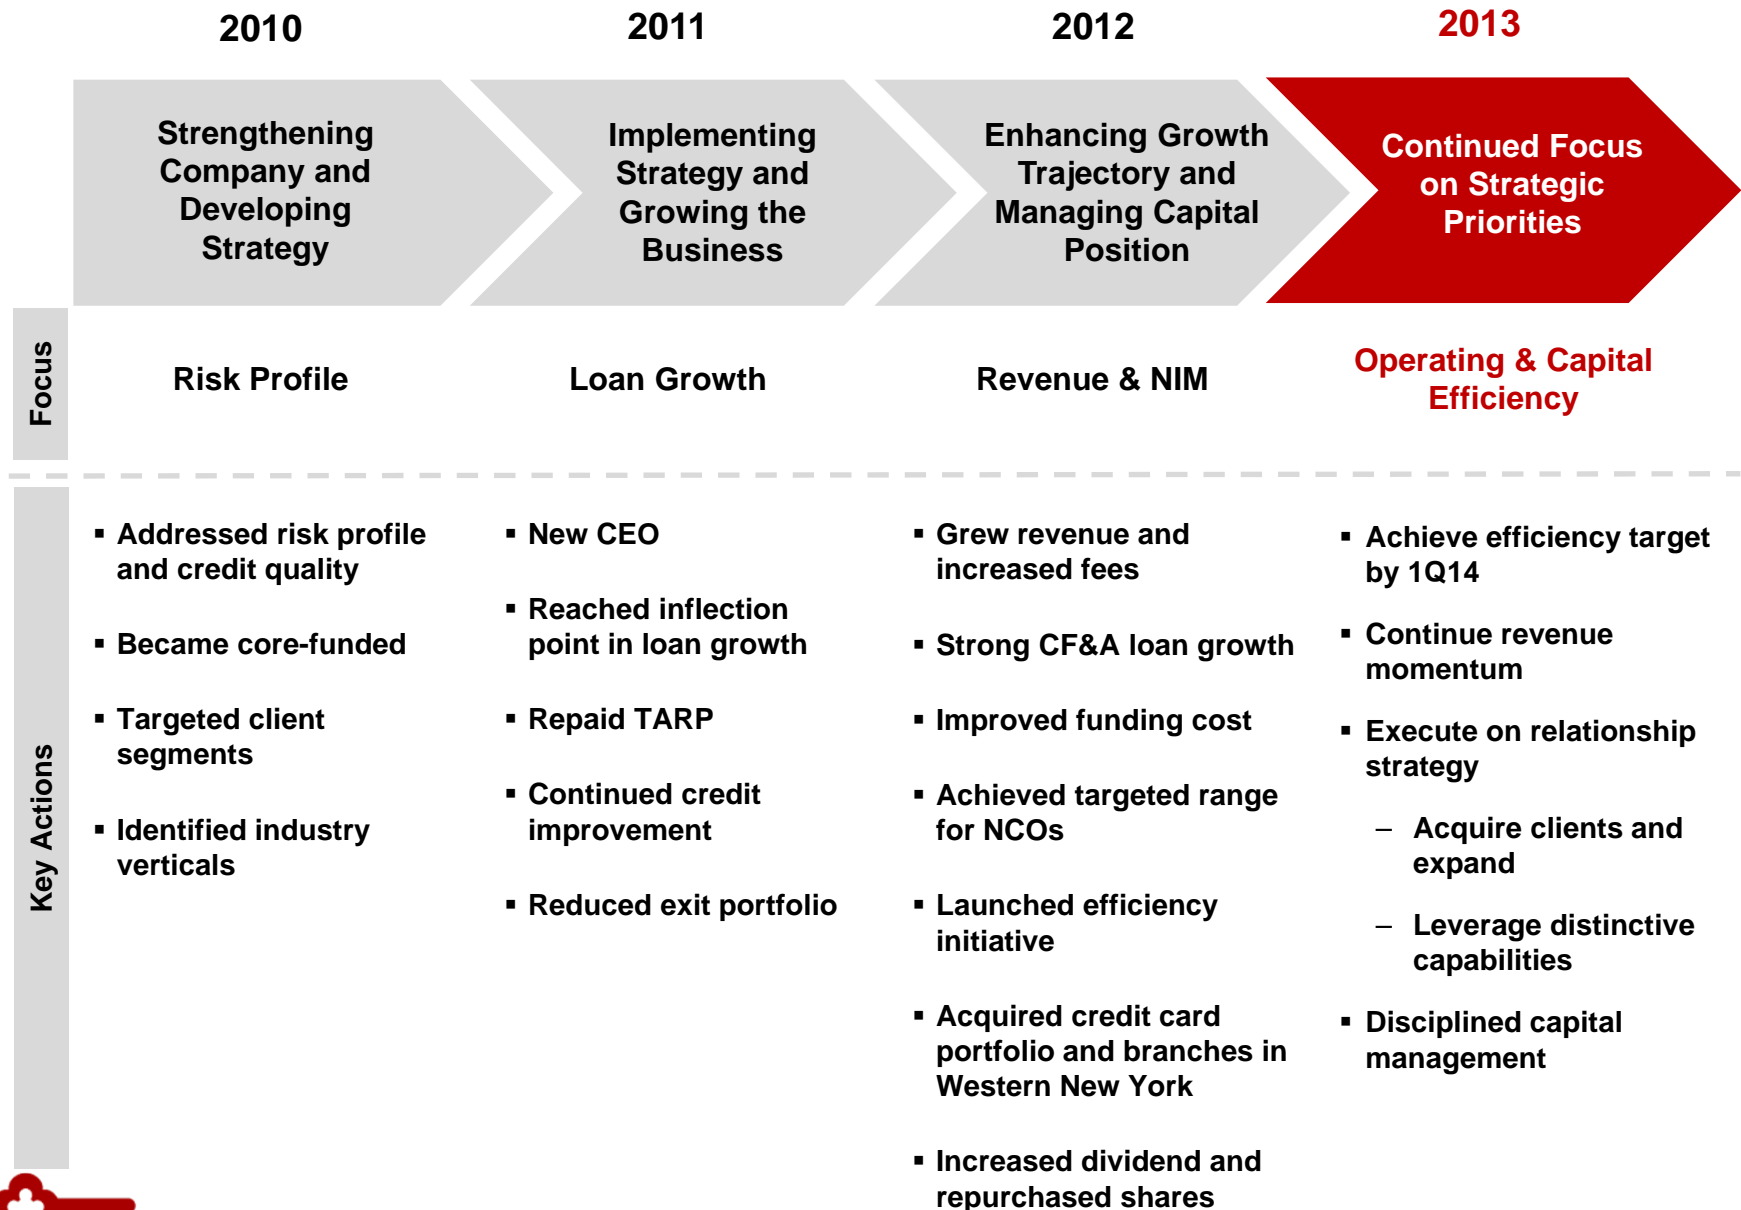 2010
2011
2012
2013
Strengthening
Company and
Developing
Strategy
Implementing
Strategy and
Growing the
Business
Enhancing Growth
Trajectory and
Managing Capital
Position
Continued Focus
on Strategic
Priorities
Focus
Risk Profile
Loan Growth
Revenue & NIM
Operating & Capital
Efficiency
Key Actions
▪ Addressed risk profile
and credit quality
▪ Became core-funded
▪ Targeted client
segments
▪ Identified industry
verticals
▪ New CEO
▪ Reached inflection
point in loan growth
▪ Repaid TARP
▪ Continued credit
improvement
▪ Reduced exit portfolio
▪ Grew revenue and
increased fees
▪ Strong CF&A loan growth
▪ Improved funding cost
▪ Achieved targeted range
for NCOs
▪ Launched efficiency
initiative
▪ Acquired credit card
portfolio and branches in
Western New York
▪ Increased dividend and
repurchased shares
▪ Achieve efficiency target
by 1Q14
▪ Continue revenue
momentum
▪ Execute on relationship
strategy
– Acquire clients and
expand
– Leverage distinctive
capabilities
▪ Disciplined capital
management